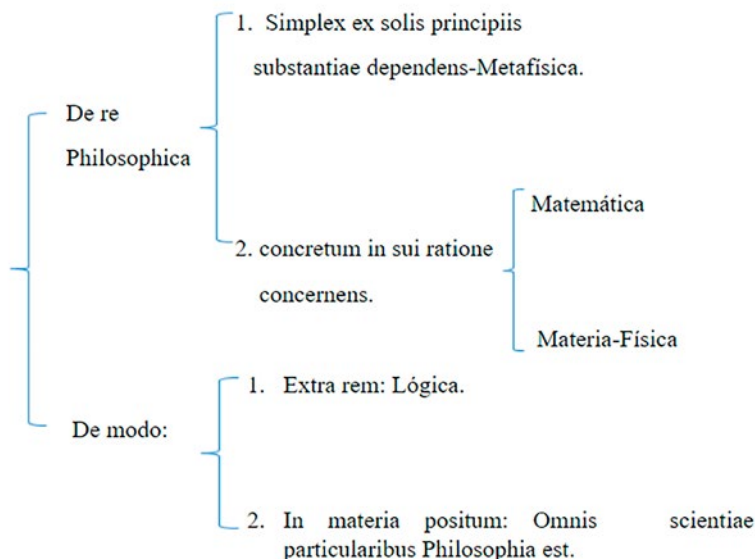 1. Simplex ex solis principiis
substantiae dependens-Metafísica.
De re
Philosophica
Matemática
2. concretum in sui ratione
concernens.
Materia-Física
1. Extra rem: Lógica.
De modo:
2. In materia positum: Omnis scientiae
particularibus Philosophia est.